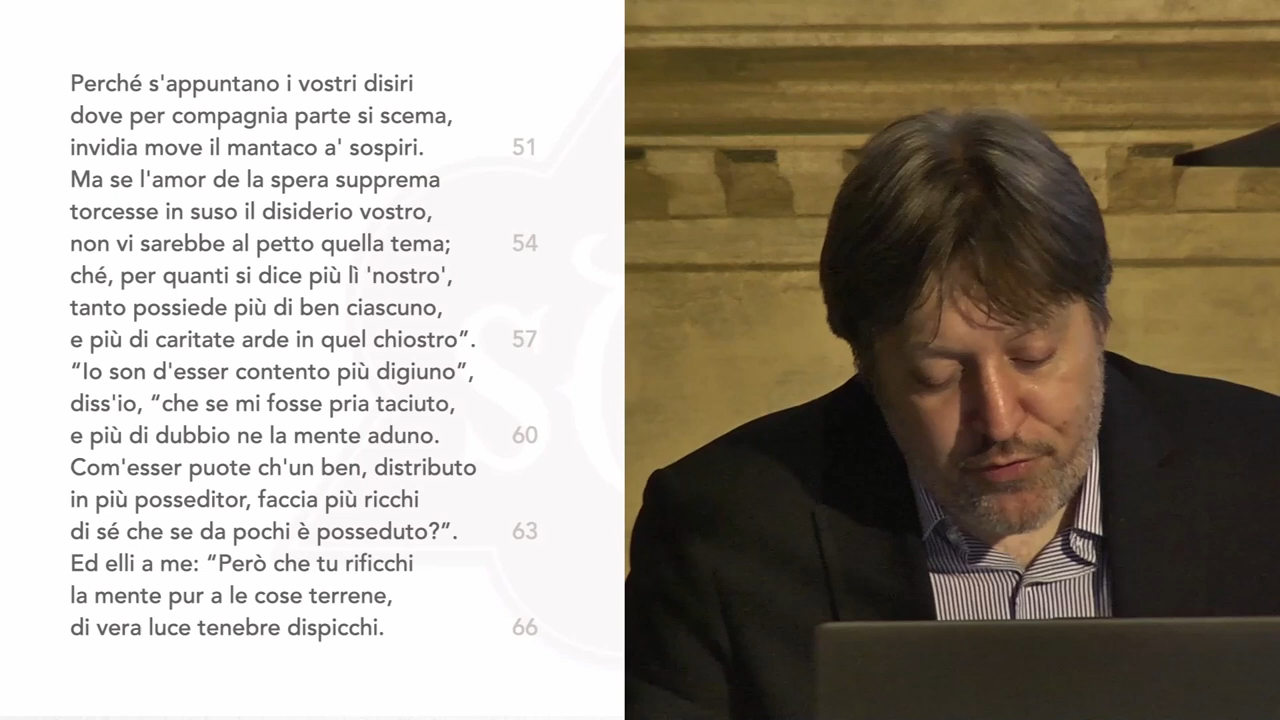 Perché s'appuntano i vostri disiri
dove per compagnia parte si scema,
invidia move il mantaco a' sospiri. 51
Ma se l'amor de la spera supprema
torcesse in suso il disiderio vostro,
non vi sarebbe al petto quella tema; 54
ché, per quanti si dice più lì 'nostro',
tanto possiede più di ben ciascuno,
e più di caritate arde in quel chiostro”. 57
“Io son d'esser contento più digiuno”,
diss'io, “che se mi fosse pria taciuto,
e più di dubbio ne la mente aduno. 60
Com'esser puote ch'un ben, distributo
in più posseditor, faccia più ricchi
di sé che se da pochi è posseduto?”. 63
Ed elli a me: “Però che tu rificchi
la mente pur a le cose terrene,
di vera luce tenebre dispicchi. 66